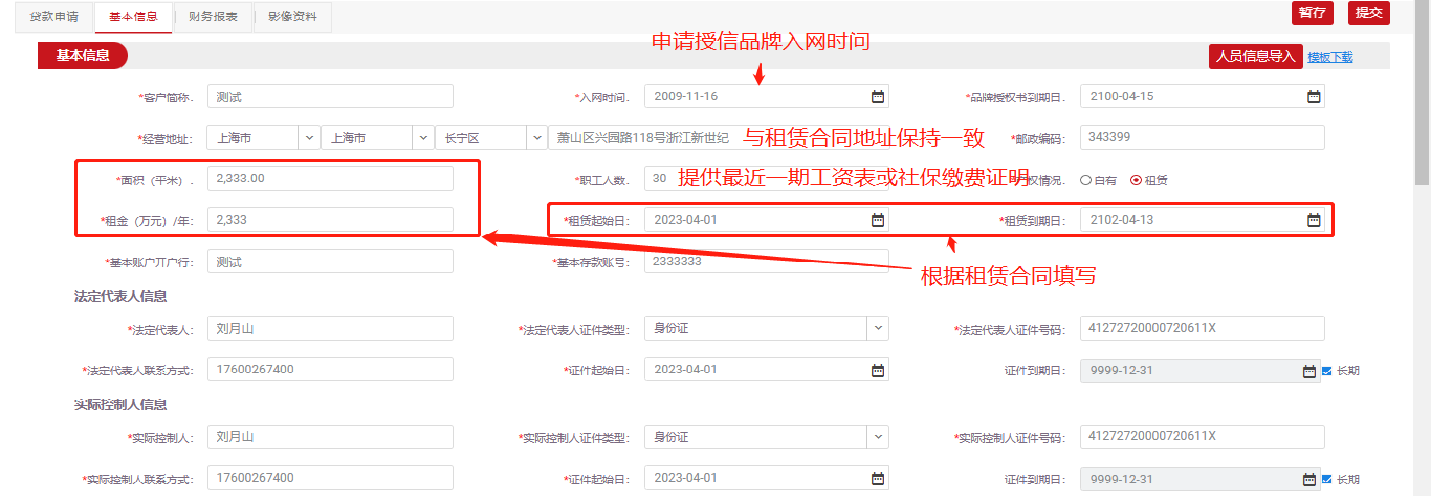 贷款申请 基本信息 财务报表 影像资料 暂存 提交
申请授信品牌入网时间
基本信息 人员信息导入 模板下载
*客户简称: 测试 *入网时间: 2009-11-16 *品牌授权书到期日: 2100-04-15
*经营地址: 上海市 上海市 长宁区 萧山区兴园路118号浙江新世纪 与租赁合同地址保持一致 *邮政编码: 343399
*面积（平米）: 2,333.00 *职工人数: 30 提供最近一期工资表或社保缴费证明 权情况: 自有 租赁
*租金（万元）/年: 2,333 *租赁起始日: 2023-04-01 *租赁到期日: 2102-04-13
*基本账户开户行: 测试 *基本存款账号: 2333333
根据租赁合同填写
法定代表人信息
*法定代表人: 刘月山 *法定代表人证件类型: 身份证 *法定代表人证件号码: 41272720000720611X
*法定代表人联系方式: 17600267400 *证件起始日: 2023-04-01 证件到期日: 9999-12-31 长期
实际控制人信息
*实际控制人: 刘月山 *实际控制人证件类型: 身份证 *实际控制人证件号码: 41272720000720611X
*实际控制人联系方式: 17600267400 *证件起始日: 2023-04-01 证件到期日: 9999-12-31 长期